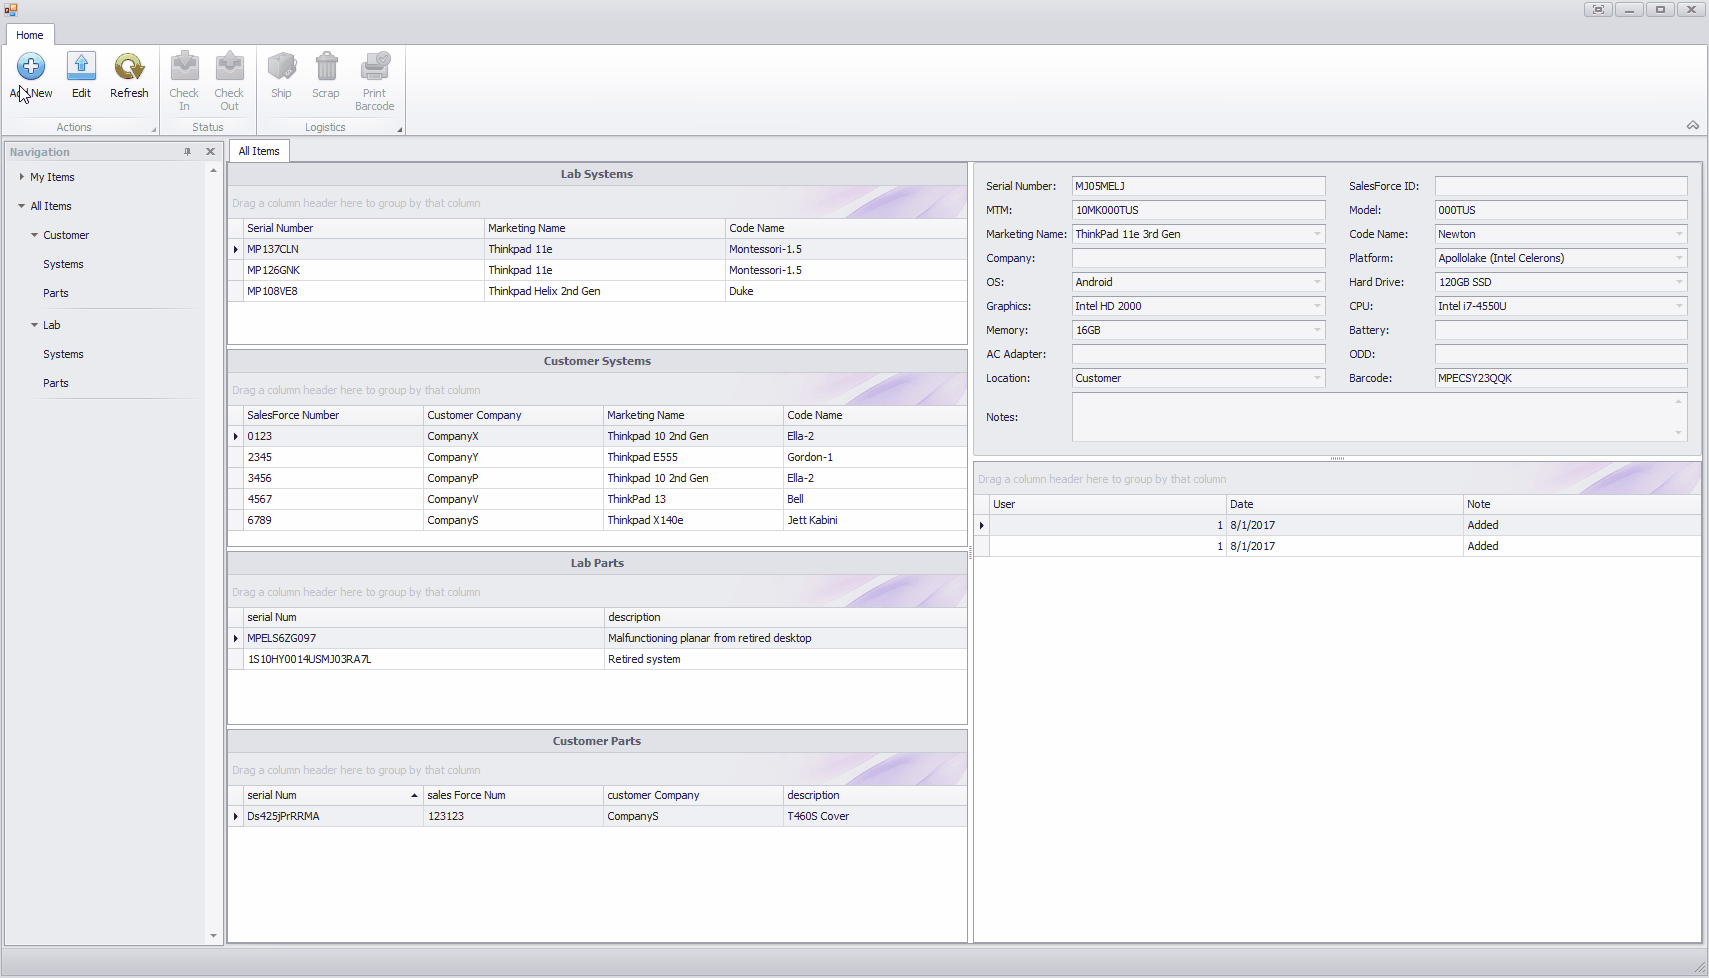 Home
Add New
Edit
Refresh
Check In
Check Out
Ship
Scrap
Print Barcode
Actions
Status
Logistics
Navigation
My Items
All Items
Customer
Systems
Parts
Lab
Systems
Parts
All Items
Lab Systems
Drag a column header here to group by that column
Serial Number Marketing Name Code Name
MP137CLN Thinkpad 11e Montessori-1.5
MP126GNK Thinkpad 11e Montessori-1.5
MP108VE8 Thinkpad Helix 2nd Gen Duke
Customer Systems
Drag a column header here to group by that column
SalesForce Number Customer Company Marketing Name Code Name
0123 CompanyX Thinkpad 10 2nd Gen Ella-2
2345 CompanyY Thinkpad E555 Gordon-1
3456 CompanyP Thinkpad 10 2nd Gen Ella-2
4567 CompanyV ThinkPad 13 Bell
6789 CompanyS Thinkpad X140e Jett Kabini
Lab Parts
Drag a column header here to group by that column
serial Num description
MPELS6ZG097 Malfunctioning planar from retired desktop
1S10HY0014USMJ03RA7L Retired system
Customer Parts
Drag a column header here to group by that column
serial Num sales Force Num customer Company description
Ds425jPrRRMA 123123 CompanyS T460S Cover
Serial Number: MJ05MELJ SalesForce ID:
MTM: 10MK000TUS Model: 000TUS
Marketing Name: ThinkPad 11e 3rd Gen Code Name: Newton
Company: Platform: Apollolake (Intel Celerons)
OS: Android Hard Drive: 120GB SSD
Graphics: Intel HD 2000 CPU: Intel i7-4550U
Memory: 16GB Battery:
AC Adapter: ODD:
Location: Customer Barcode: MPECSY23QQK
Notes:
Drag a column header here to group by that column
User Date Note
1 8/1/2017 Added
1 8/1/2017 Added